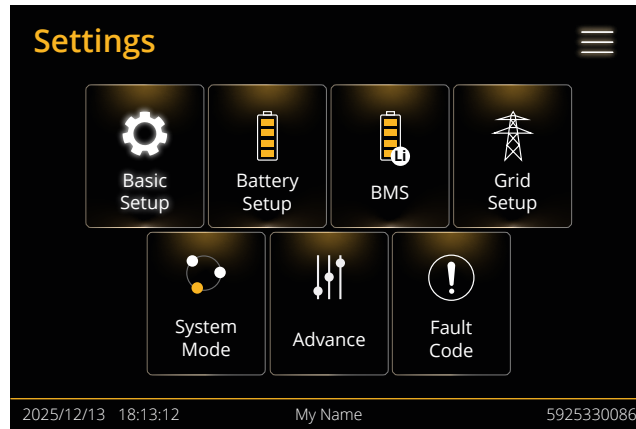 Settings
Basic
Setup
Battery
Setup
Li
BMS
Grid
Setup
System
Mode
Advance
Fault
Code
2025/12/13 18:13:12 My Name 5925330086